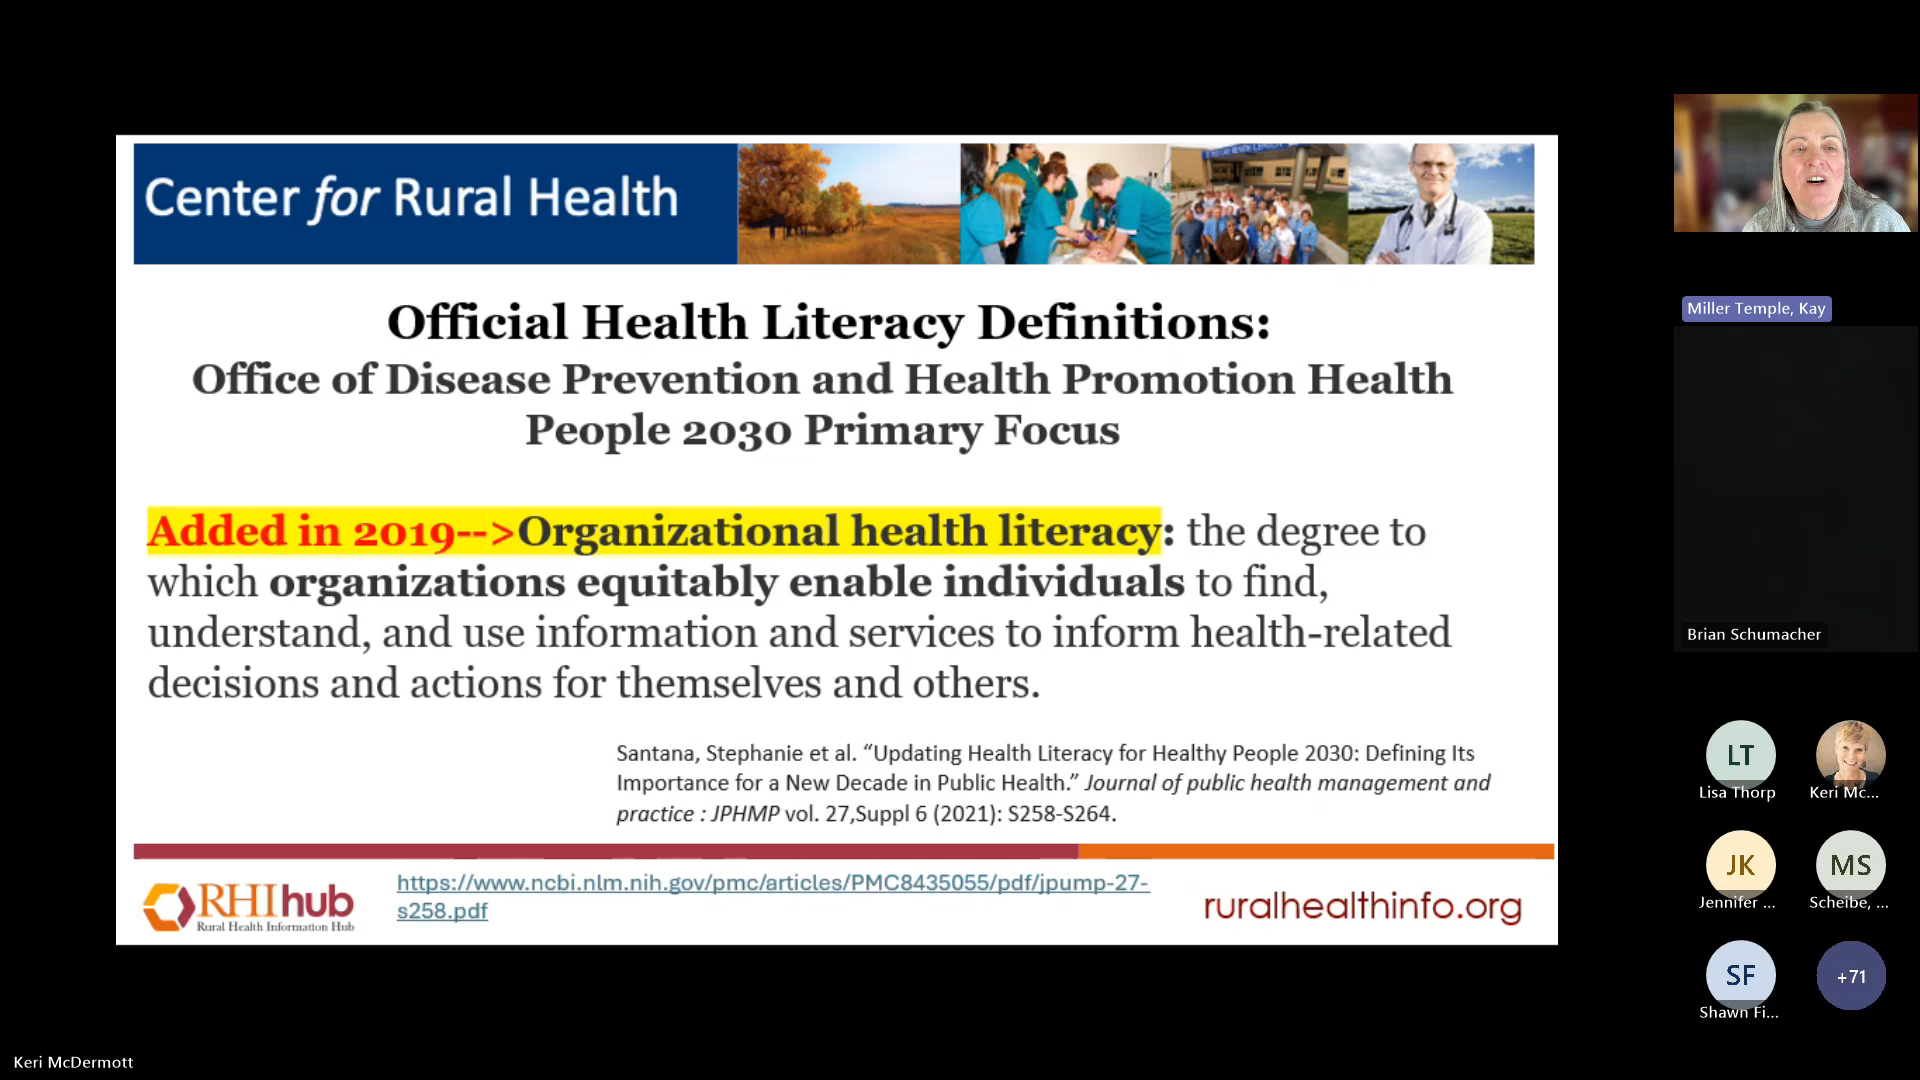 Center for Rural Health
Official Health Literacy Definitions:
Office of Disease Prevention and Health Promotion Health
People 2030 Primary Focus
Added in 2019-->Organizational health literacy: the degree to
which organizations equitably enable individuals to find,
understand, and use information and services to inform health-related
decisions and actions for themselves and others.
Santana, Stephanie et al. “Updating Health Literacy for Healthy People 2030: Defining Its
Importance for a New Decade in Public Health.” Journal of public health management and
practice : JPHMP vol. 27,Suppl 6 (2021): S258-S264.
RHIhub
Rural Health Information Hub
https://www.ncbi.nlm.nih.gov/pmc/articles/PMC8435055/pdf/jpump-27-
s258.pdf
ruralhealthinfo.org
Miller Temple, Kay
Brian Schumacher
LT
Lisa Thorp
Keri Mc...
JK
Jennifer ...
MS
Scheibe, ...
SF
Shawn Fi...
+71
Keri McDermott